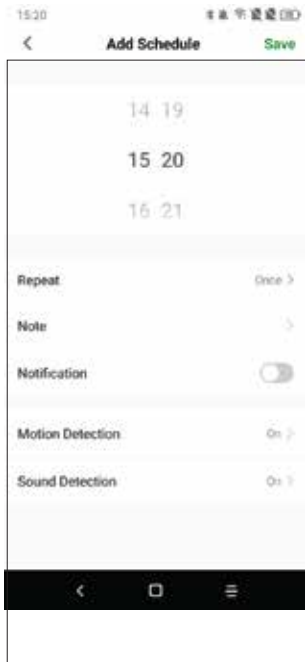 15:20
Add Schedule Save
14 19
15 20
16 21
Repeat Once
Note
Notification
Motion Detection On
Sound Detection On